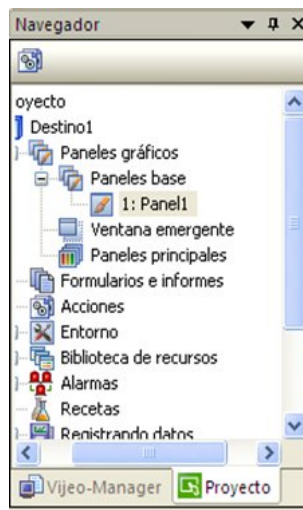 Navegador
oyecto
Destino1
Paneles gráficos
Paneles base
1: Panel1
Ventana emergente
Paneles principales
Formularios e informes
Acciones
Entorno
Biblioteca de recursos
Alarmas
Recetas
Registrando datos
Vijeo-Manager Proyecto